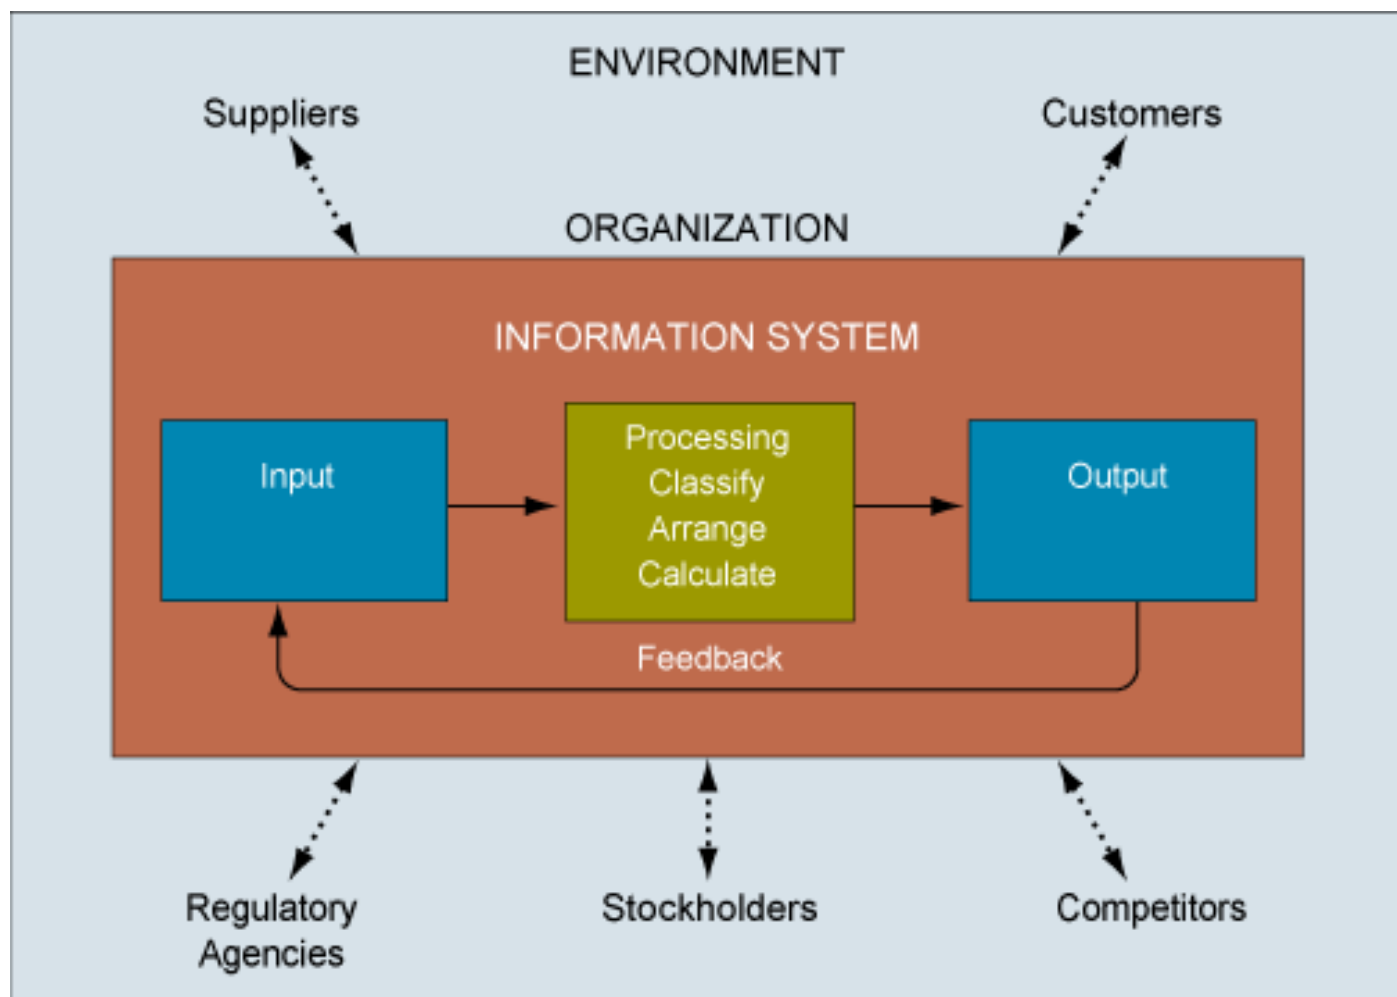 ENVIRONMENT
Suppliers
Customers
ORGANIZATION
INFORMATION SYSTEM
Input
Processing
Classify
Arrange
Calculate
Output
Feedback
Regulatory
Agencies
Stockholders
Competitors